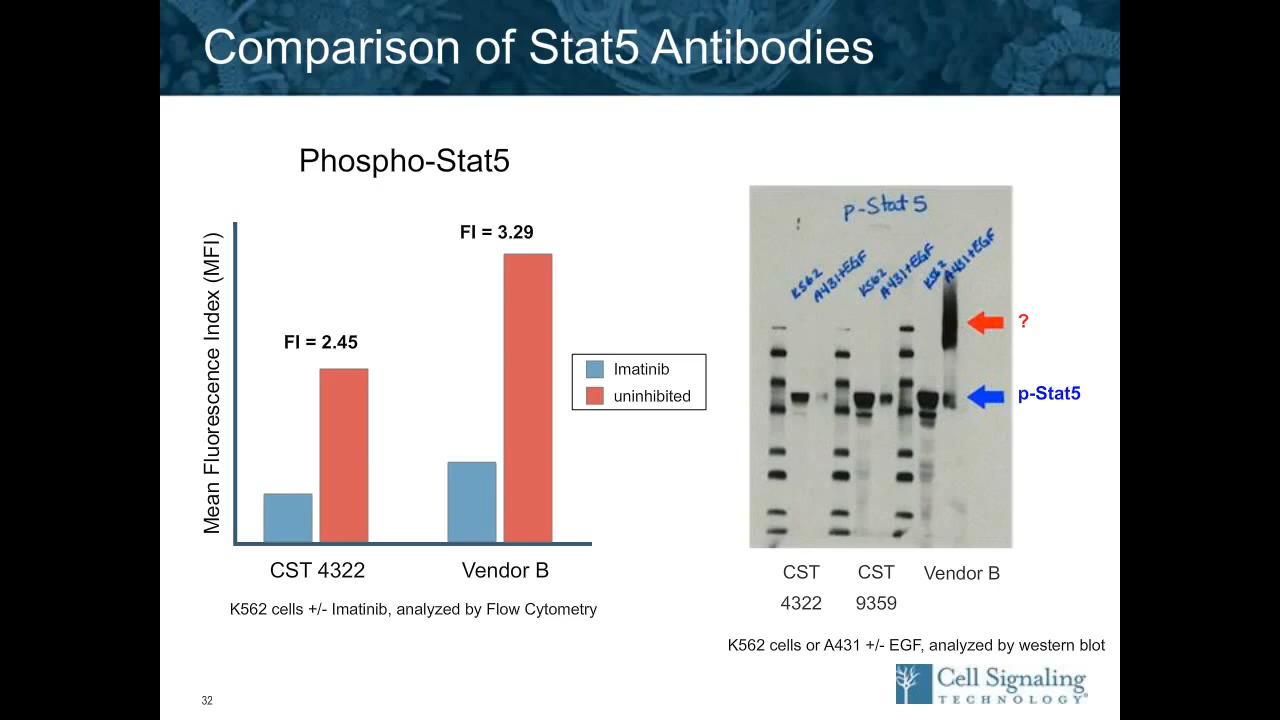 Comparison of Stat5 Antibodies
Phospho-Stat5
Mean Fluorescence Index (MFI)
FI = 2.45
FI = 3.29
Imatinib
uninhibited
CST 4322
Vendor B
K562 cells +/- Imatinib, analyzed by Flow Cytometry
p-Stat5
K562
A431+EGF
K562
A431+EGF
K562
A431+EGF
?
p-Stat5
CST
4322
CST
9359
Vendor B
K562 cells or A431 +/- EGF, analyzed by western blot
32
Cell Signaling
TECHNOLOGY®